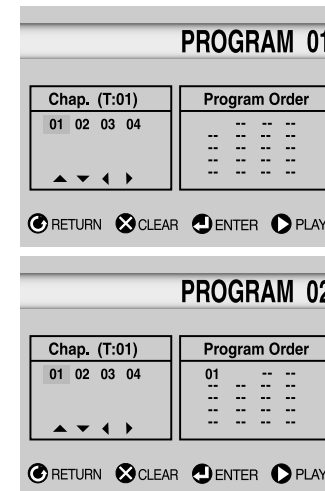 PROGRAM 01
Chap. (T:01) Program Order
01 02 03 04 -- -- --
-- -- -- --
-- -- -- --
-- -- -- --
RETURN CLEAR ENTER PLAY
PROGRAM 02
Chap. (T:01) Program Order
01 02 03 04 01 -- --
-- -- -- --
-- -- -- --
-- -- -- --
RETURN CLEAR ENTER PLAY